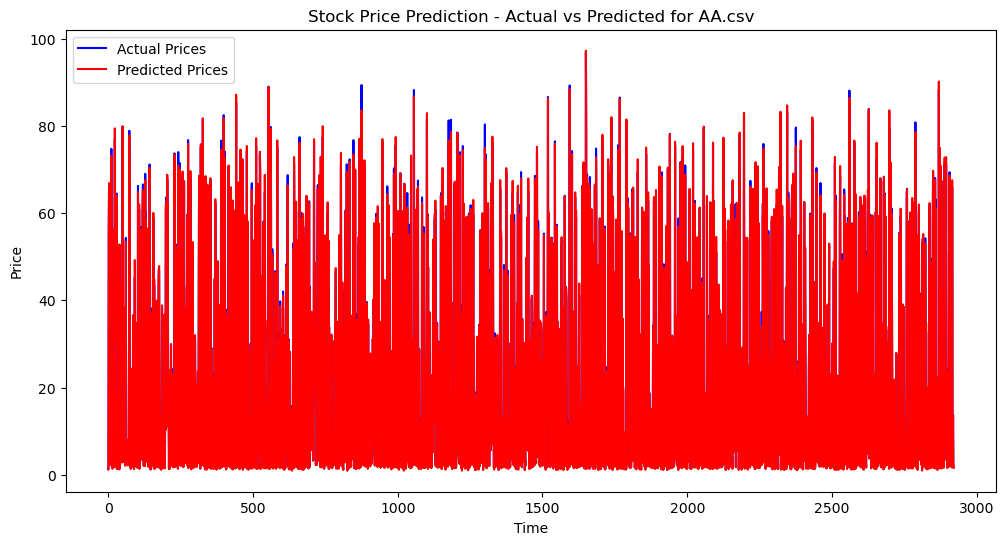 Stock Price Prediction - Actual vs Predicted for AA.csv
Actual Prices
Predicted Prices
Price
100
80
60
40
20
0
0 500 1000 1500 2000 2500 3000
Time